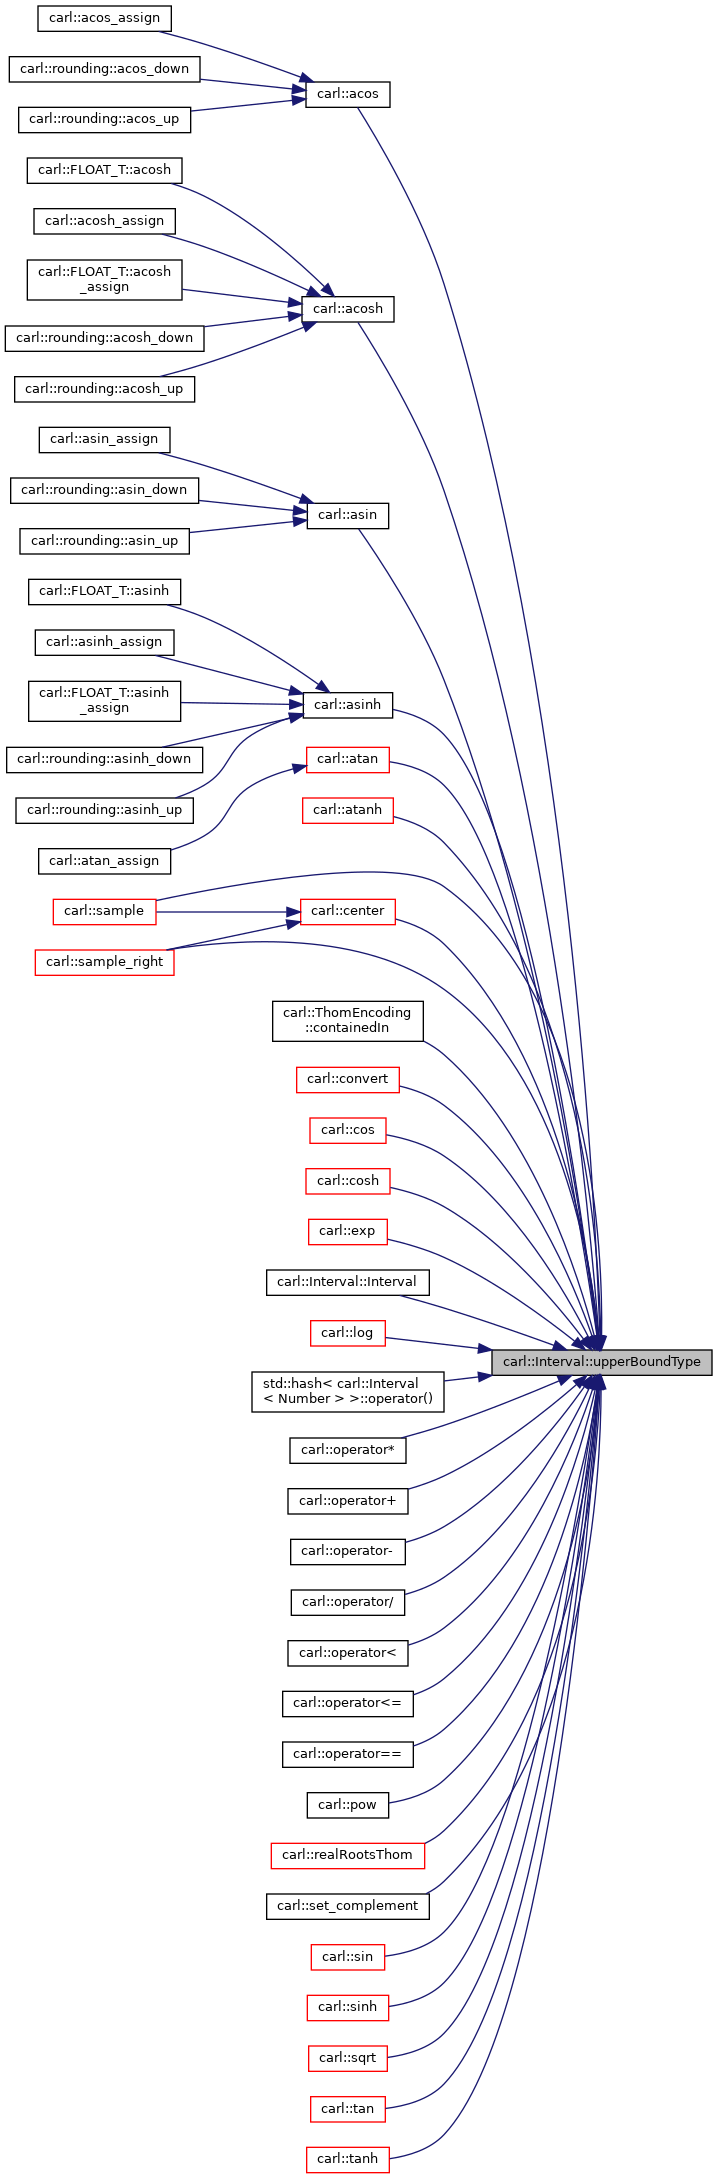 carl::acos_assign
carl::rounding::acos_down
carl::acos
carl::rounding::acos_up
carl::FLOAT_T::acosh
carl::acosh_assign
carl::FLOAT_T::acosh
_assign
carl::acosh
carl::rounding::acosh_down
carl::rounding::acosh_up
carl::asin_assign
carl::rounding::asin_down
carl::asin
carl::rounding::asin_up
carl::FLOAT_T::asinh
carl::asinh_assign
carl::FLOAT_T::asinh
_assign
carl::asinh
carl::rounding::asinh_down
carl::atan
carl::rounding::asinh_up
carl::atanh
carl::atan_assign
carl::sample
carl::center
carl::sample_right
carl::ThomEncoding
::containedIn
carl::convert
carl::cos
carl::cosh
carl::exp
carl::Interval::Interval
carl::log
carl::Interval::upperBoundType
std::hash< carl::Interval
< Number > >::operator()
carl::operator*
carl::operator+
carl::operator-
carl::operator/
carl::operator<
carl::operator<=
carl::operator==
carl::pow
carl::realRootsThom
carl::set_complement
carl::sin
carl::sinh
carl::sqrt
carl::tan
carl::tanh